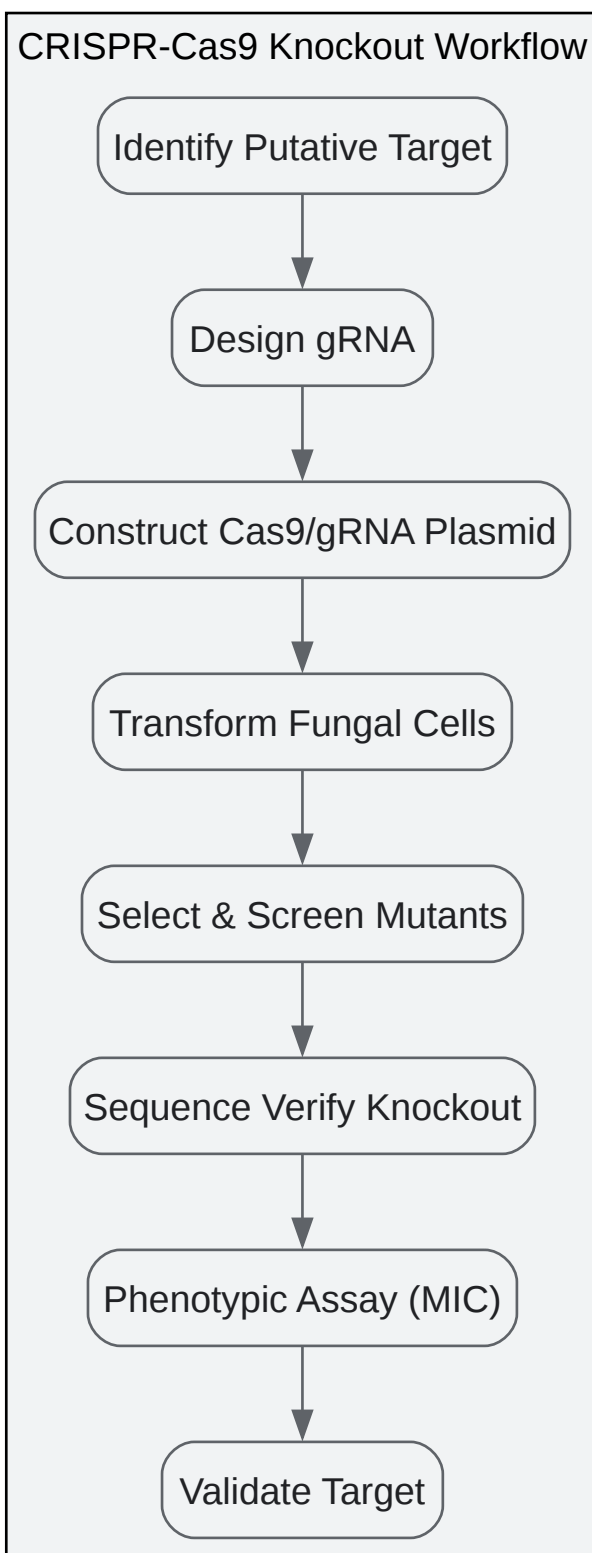 CRISPR-Cas9 Knockout Workflow
Identify Putative Target
Design gRNA
Construct Cas9/gRNA Plasmid
Transform Fungal Cells
Select & Screen Mutants
Sequence Verify Knockout
Phenotypic Assay (MIC)
Validate Target